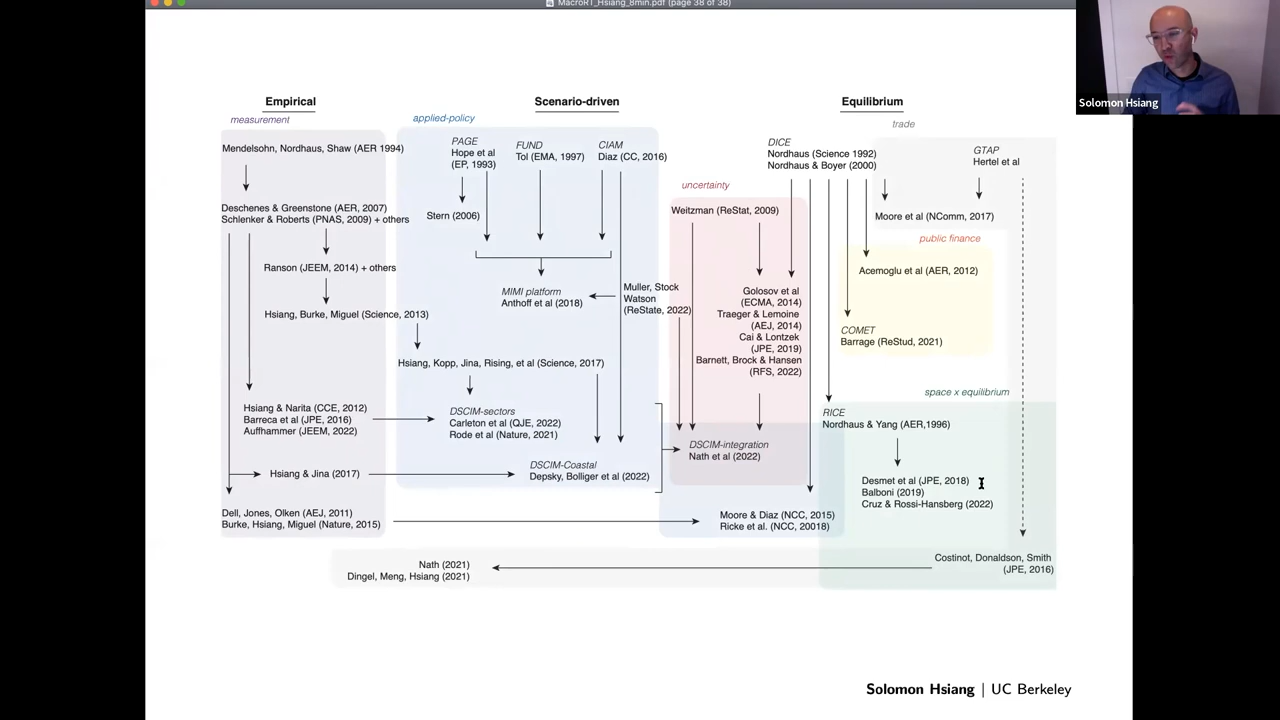 MacroRT_Hsiang_8min.pdf (page 38 of 38)
Solomon Hsiang
Empirical
Scenario-driven
Equilibrium
measurement
Mendelsohn, Nordhaus, Shaw (AER 1994)
Deschenes & Greenstone (AER, 2007)
Schlenker & Roberts (PNAS, 2009) + others
Ranson (JEEM, 2014) + others
Hsiang, Burke, Miguel (Science, 2013)
Hsiang & Narita (CCE, 2012)
Barreca et al (JPE, 2016)
Auffhammer (JEEM, 2022)
Hsiang & Jina (2017)
Dell, Jones, Olken (AEJ, 2011)
Burke, Hsiang, Miguel (Nature, 2015)
applied-policy
PAGE
Hope et al
(EP, 1993)
FUND
Tol (EMA, 1997)
CIAM
Diaz (CC, 2016)
Stern (2006)
MIMI platform
Anthoff et al (2018)
Muller, Stock
Watson
(ReState, 2022)
Hsiang, Kopp, Jina, Rising, et al (Science, 2017)
DSCIM-sectors
Carleton et al (QJE, 2022)
Rode et al (Nature, 2021)
DSCIM-Coastal
Depsky, Bolliger et al (2022)
uncertainty
Weitzman (ReStat, 2009)
Golosov et al
(ECMA, 2014)
Traeger & Lemoine
(AEJ, 2014)
Cai & Lontzek
(JPE, 2019)
Barnett, Brock & Hansen
(RFS, 2022)
DSCIM-integration
Nath et al (2022)
Moore & Diaz (NCC, 2015)
Ricke et al. (NCC, 20018)
DICE
Nordhaus (Science 1992)
Nordhaus & Boyer (2000)
trade
GTAP
Hertel et al
Moore et al (NComm, 2017)
public finance
Acemoglu et al (AER, 2012)
COMET
Barrage (ReStud, 2021)
space x equilibrium
RICE
Nordhaus & Yang (AER,1996)
Desmet et al (JPE, 2018)
Balboni (2019)
Cruz & Rossi-Hansberg (2022)
Costinot, Donaldson, Smith
(JPE, 2016)
Nath (2021)
Dingel, Meng, Hsiang (2021)
Solomon Hsiang | UC Berkeley